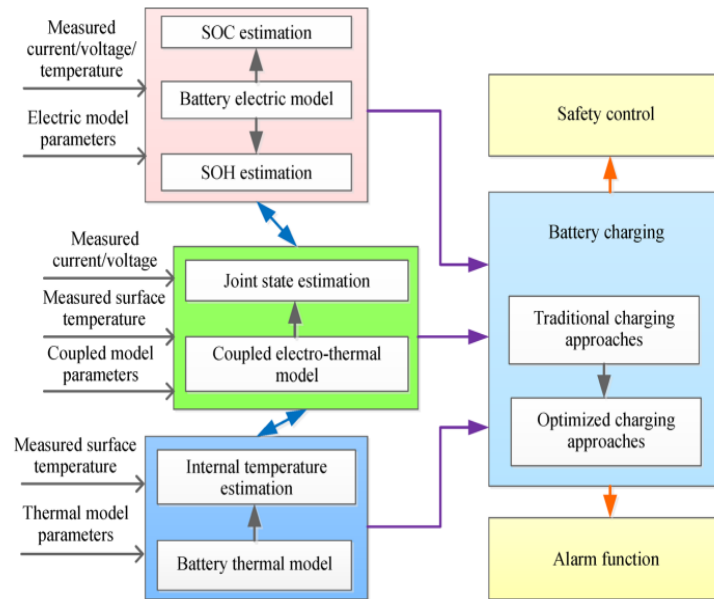 Measured
current/voltage/
temperature
Electric model
parameters
SOC estimation
Battery electric model
SOH estimation
Measured
current/voltage
Measured surface
temperature
Coupled model
parameters
Joint state estimation
Coupled electro-thermal
model
Measured surface
temperature
Thermal model
parameters
Internal temperature
estimation
Battery thermal model
Safety control
Battery charging
Traditional charging
approaches
Optimized charging
approaches
Alarm function